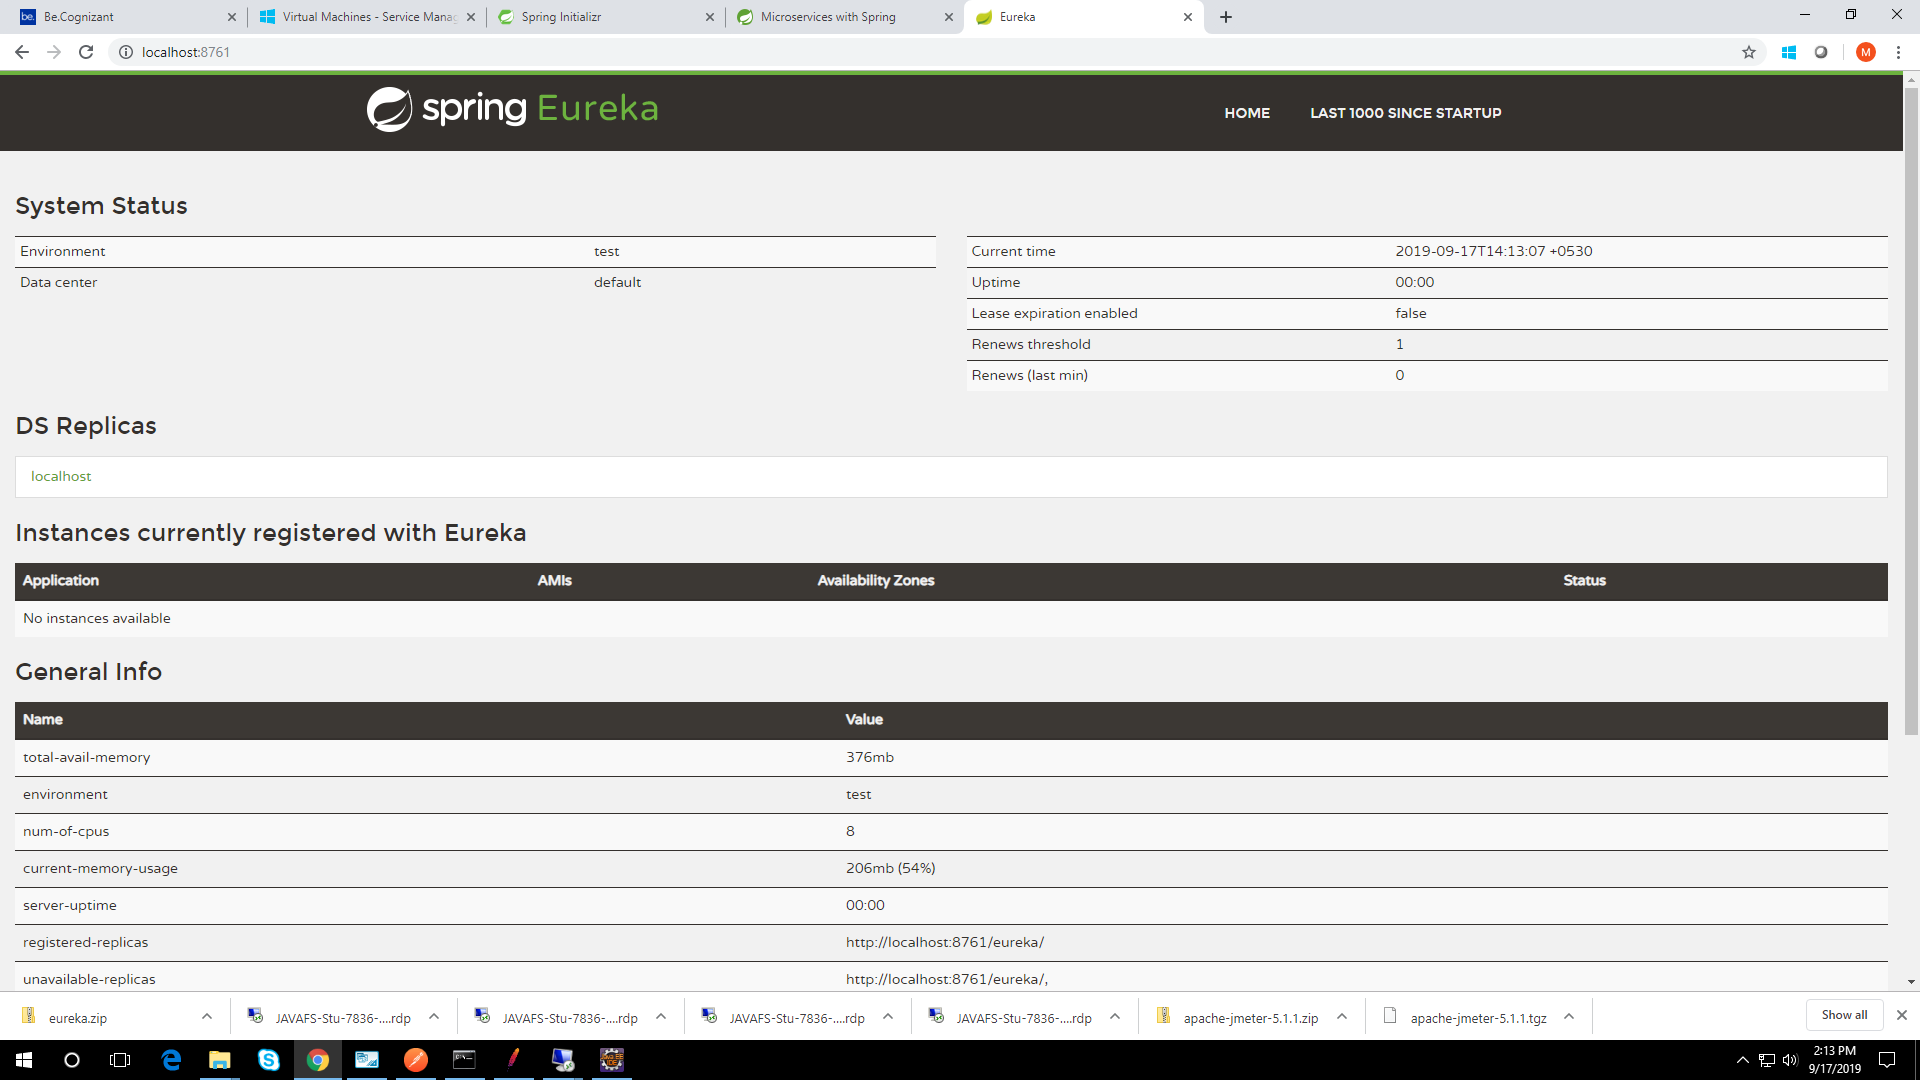 be. Be.Cognizant
Virtual Machines - Service Manag
Spring Initializr
Microservices with Spring
Eureka
localhost:8761
M
spring Eureka
HOME LAST 1000 SINCE STARTUP
System Status
Environment test
Data center default
Current time 2019-09-17T14:13:07 +0530
Uptime 00:00
Lease expiration enabled false
Renews threshold 1
Renews (last min) 0
DS Replicas
localhost
Instances currently registered with Eureka
Application AMIs Availability Zones Status
No instances available
General Info
Name Value
total-avail-memory 376mb
environment test
num-of-cpus 8
current-memory-usage 206mb (54%)
server-uptime 00:00
registered-replicas http://localhost:8761/eureka/
unavailable-replicas http://localhost:8761/eureka/,
eureka.zip
JAVAFS-Stu-7836-....rdp
JAVAFS-Stu-7836-....rdp
JAVAFS-Stu-7836-....rdp
JAVAFS-Stu-7836-....rdp
apache-jmeter-5.1.1.zip
apache-jmeter-5.1.1.tgz
Show all
2:13 PM
9/17/2019